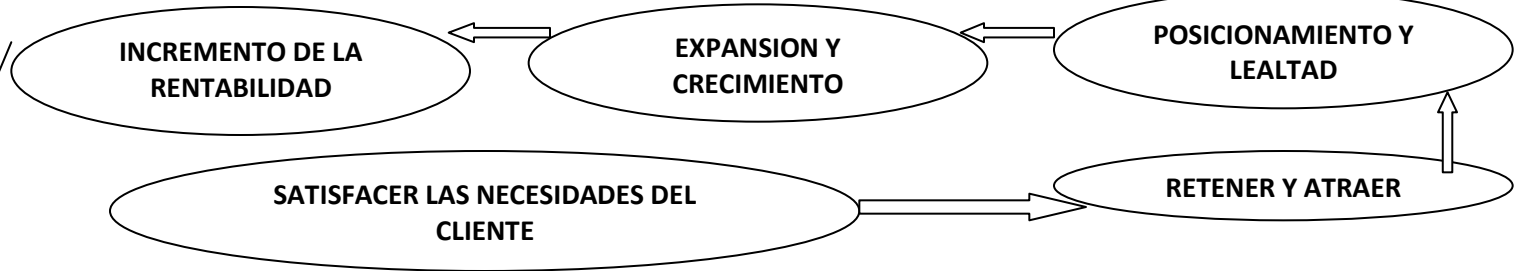 INCREMENTO DE LA
RENTABILIDAD
EXPANSION Y
CRECIMIENTO
POSICIONAMIENTO Y
LEALTAD
SATISFACER LAS NECESIDADES DEL
CLIENTE
RETENER Y ATRAER